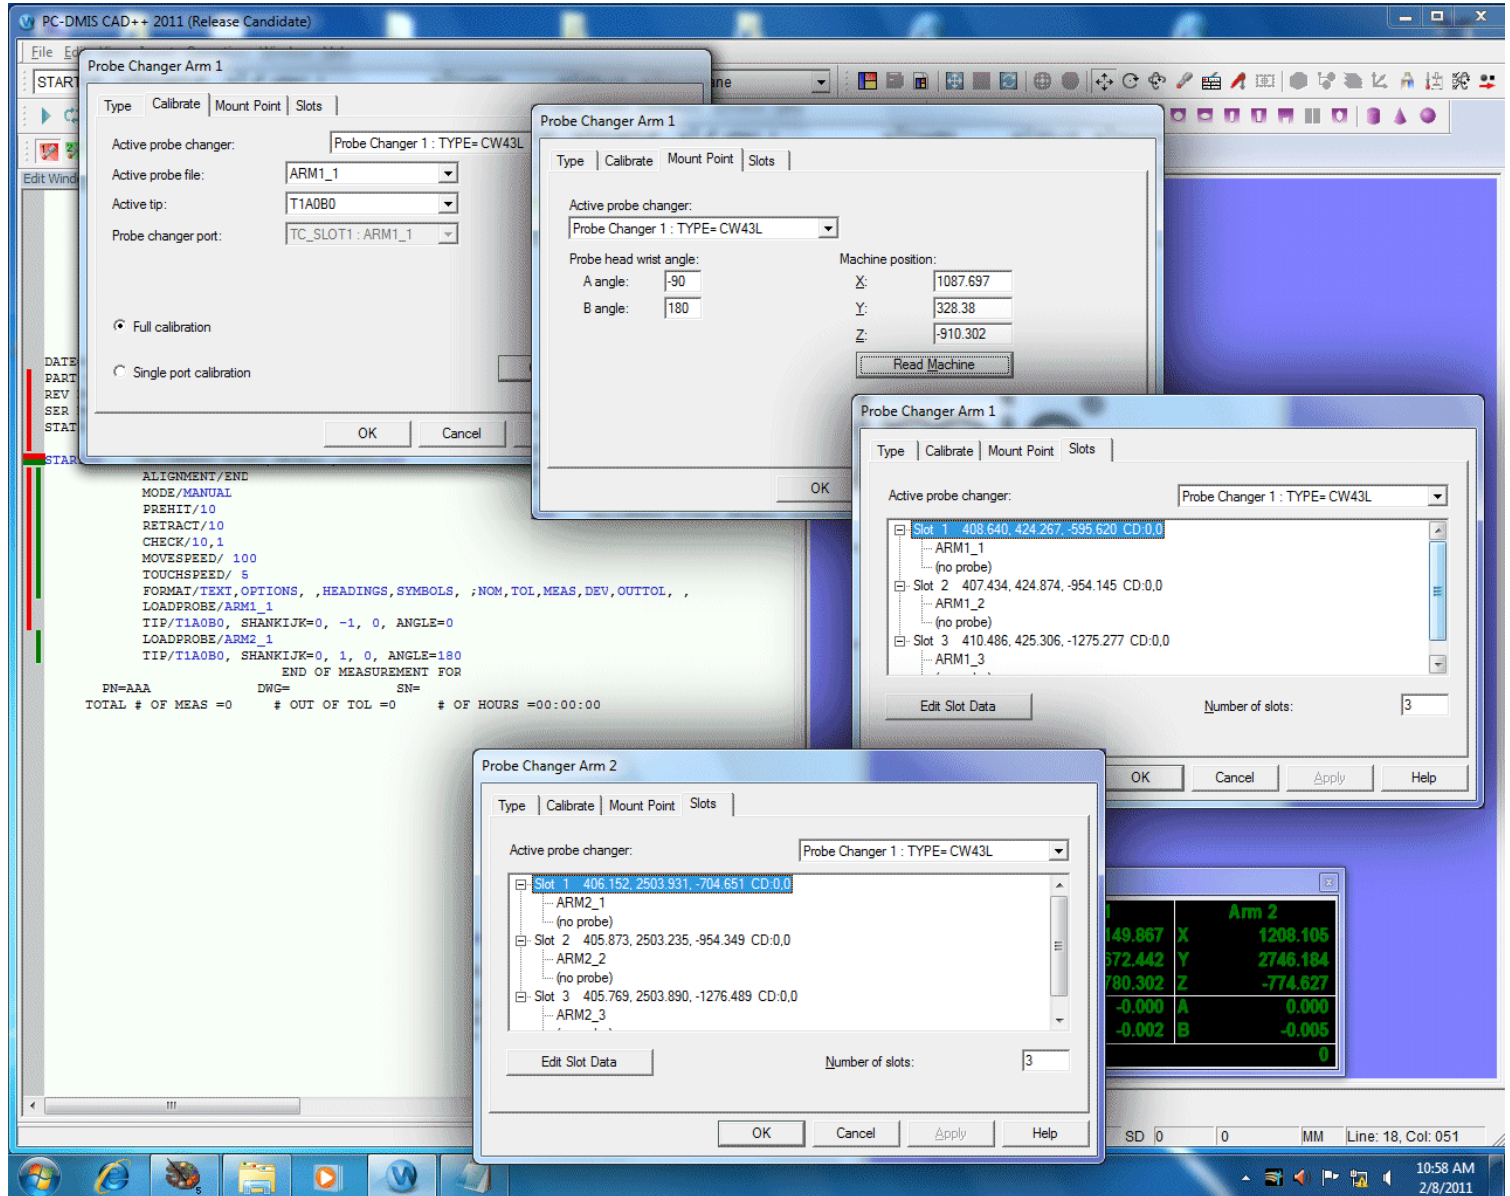 PC-DMIS CAD++ 2011 (Release Candidate)
File
START
Probe Changer Arm 1
Type Calibrate Mount Point Slots
Active probe changer: Probe Changer 1 : TYPE= CW43L
Active probe file: ARM1_1
Active tip: T1A0B0
Probe changer port: TC_SLOT1 : ARM1_1
Full calibration
Single port calibration
OK Cancel
Probe Changer Arm 1
Type Calibrate Mount Point Slots
Active probe changer:
Probe Changer 1 : TYPE= CW43L
Probe head wrist angle: Machine position:
A angle: -90 X: 1087.697
B angle: 180 Y: 328.38
Z: -910.302
Read Machine
OK
Probe Changer Arm 1
Type Calibrate Mount Point Slots
Active probe changer: Probe Changer 1 : TYPE= CW43L
Slot 1 408.640, 424.267, -595.620 CD:0,0
ARM1_1
(no probe)
Slot 2 407.434, 424.874, -954.145 CD:0,0
ARM1_2
(no probe)
Slot 3 410.486, 425.306, -1275.277 CD:0,0
ARM1_3
Edit Slot Data Number of slots: 3
OK Cancel Apply Help
Edit Wind
DATE
PART
REV
SER
STAT
STAR
ALIGNMENT/END
MODE/MANUAL
PREHIT/10
RETRACT/10
CHECK/10,1
MOVESPEED/ 100
TOUCHSPEED/ 5
FORMAT/TEXT,OPTIONS, ,HEADINGS,SYMBOLS, ;NOM,TOL,MEAS,DEV,OUTTOL, ,
LOADPROBE/ARM1_1
TIP/T1A0B0, SHANKIJK=0, -1, 0, ANGLE=0
LOADPROBE/ARM2_1
TIP/T1A0B0, SHANKIJK=0, 1, 0, ANGLE=180
END OF MEASUREMENT FOR
PN=AAA DWG= SN=
TOTAL # OF MEAS =0 # OUT OF TOL =0 # OF HOURS =00:00:00
Probe Changer Arm 2
Type Calibrate Mount Point Slots
Active probe changer: Probe Changer 1 : TYPE= CW43L
Slot 1 406.152, 2503.931, -704.651 CD:0,0
ARM2_1
(no probe)
Slot 2 405.873, 2503.235, -954.349 CD:0,0
ARM2_2
(no probe)
Slot 3 405.769, 2503.890, -1276.489 CD:0,0
ARM2_3
Edit Slot Data Number of slots: 3
OK Cancel Apply Help
Arm 2
149.867 X 1208.105
672.442 Y 2746.184
780.302 Z -774.627
-0.000 A 0.000
-0.002 B -0.005
0
SD 0 0 MM Line: 18, Col: 051
10:58 AM
2/8/2011